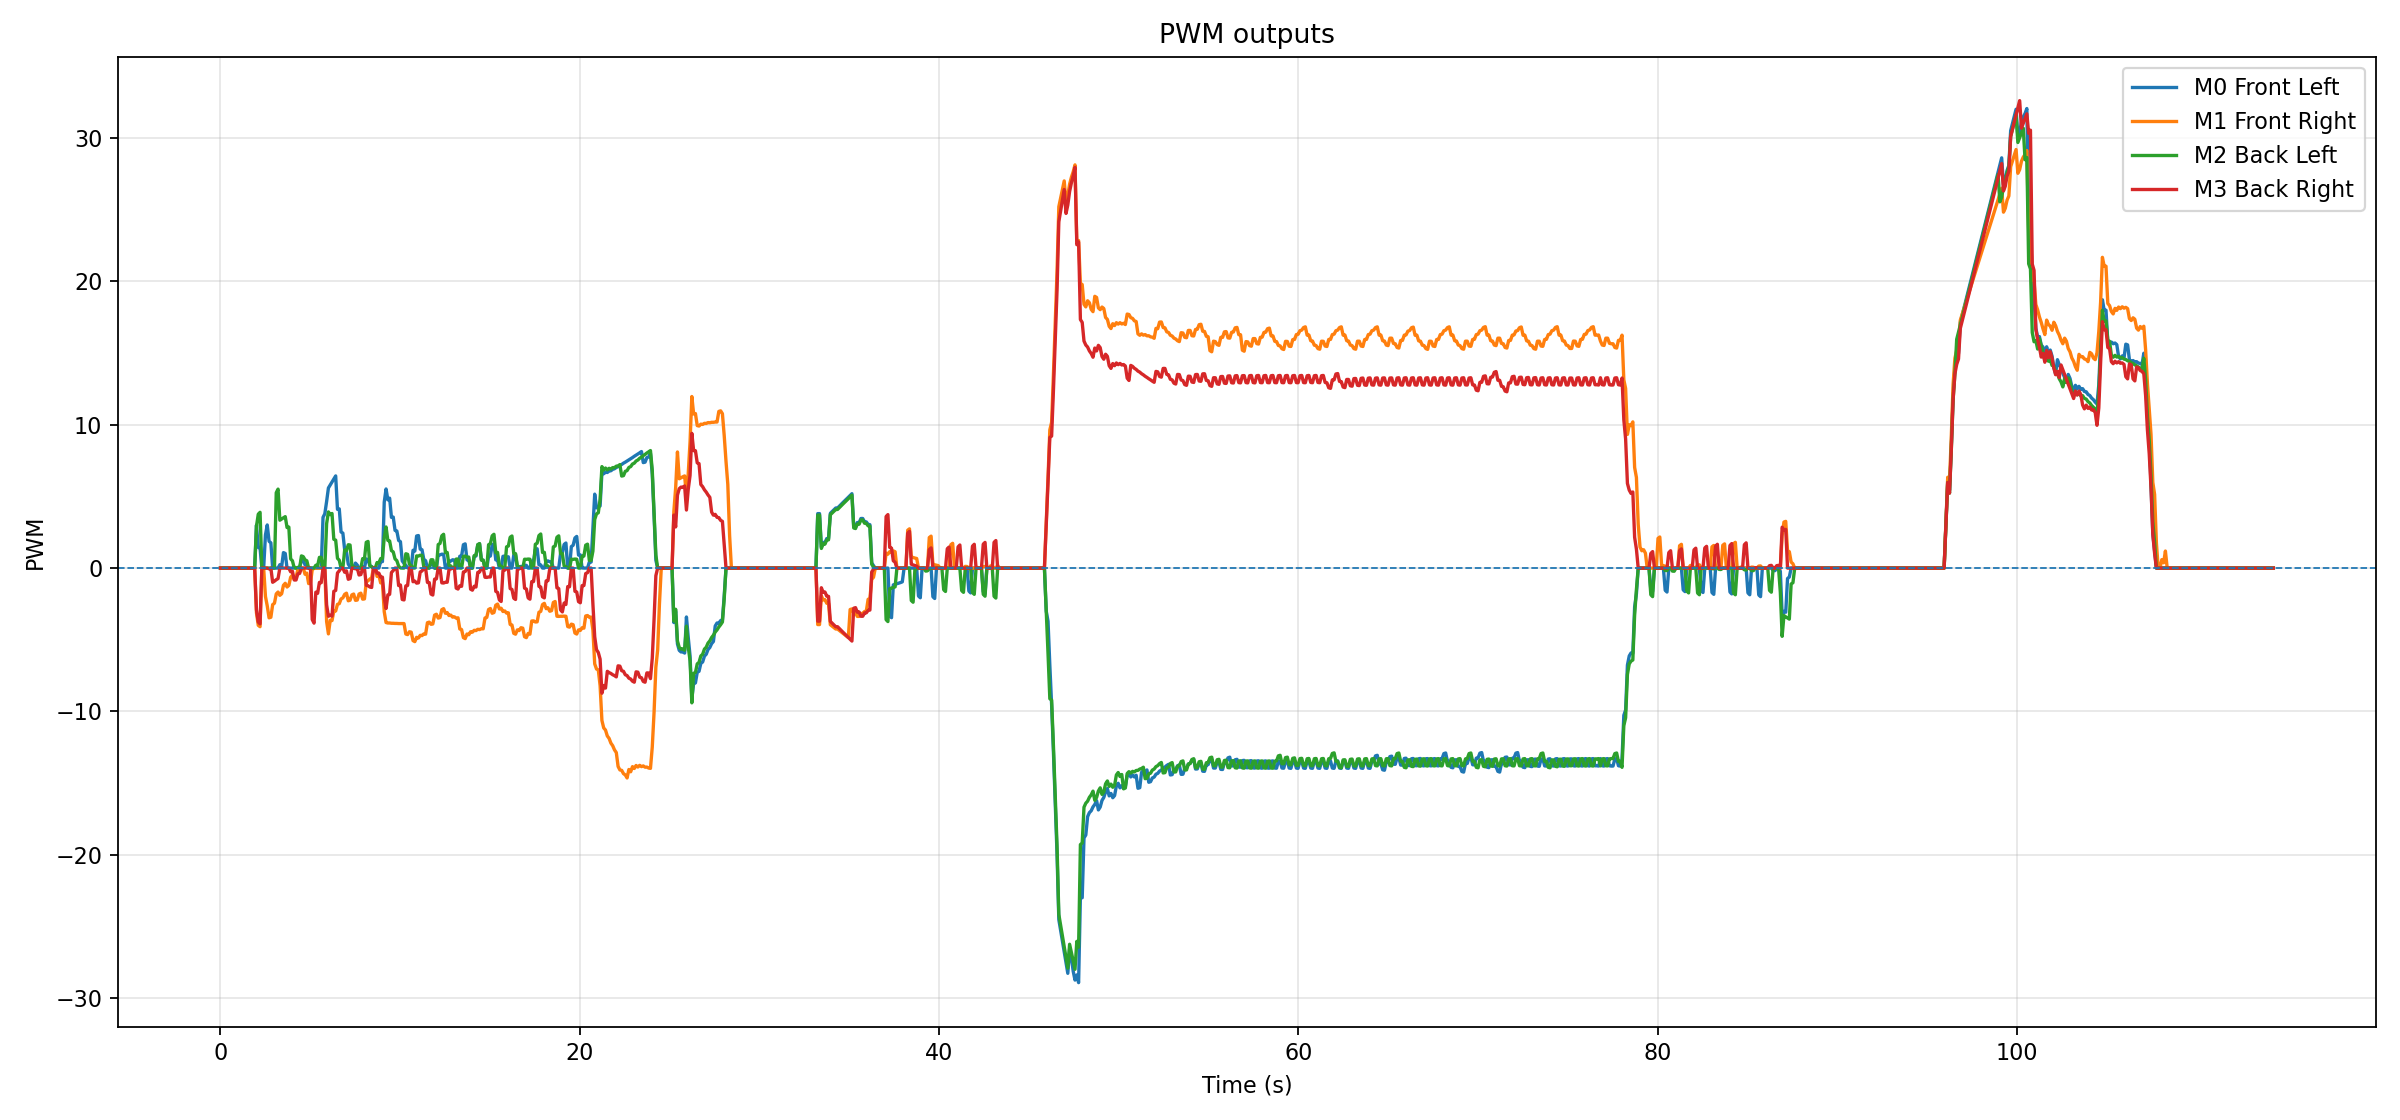 PWM outputs
M0 Front Left
M1 Front Right
M2 Back Left
M3 Back Right
30
20
10
0
−10
−20
−30
PWM
0
20
40
60
80
100
Time (s)